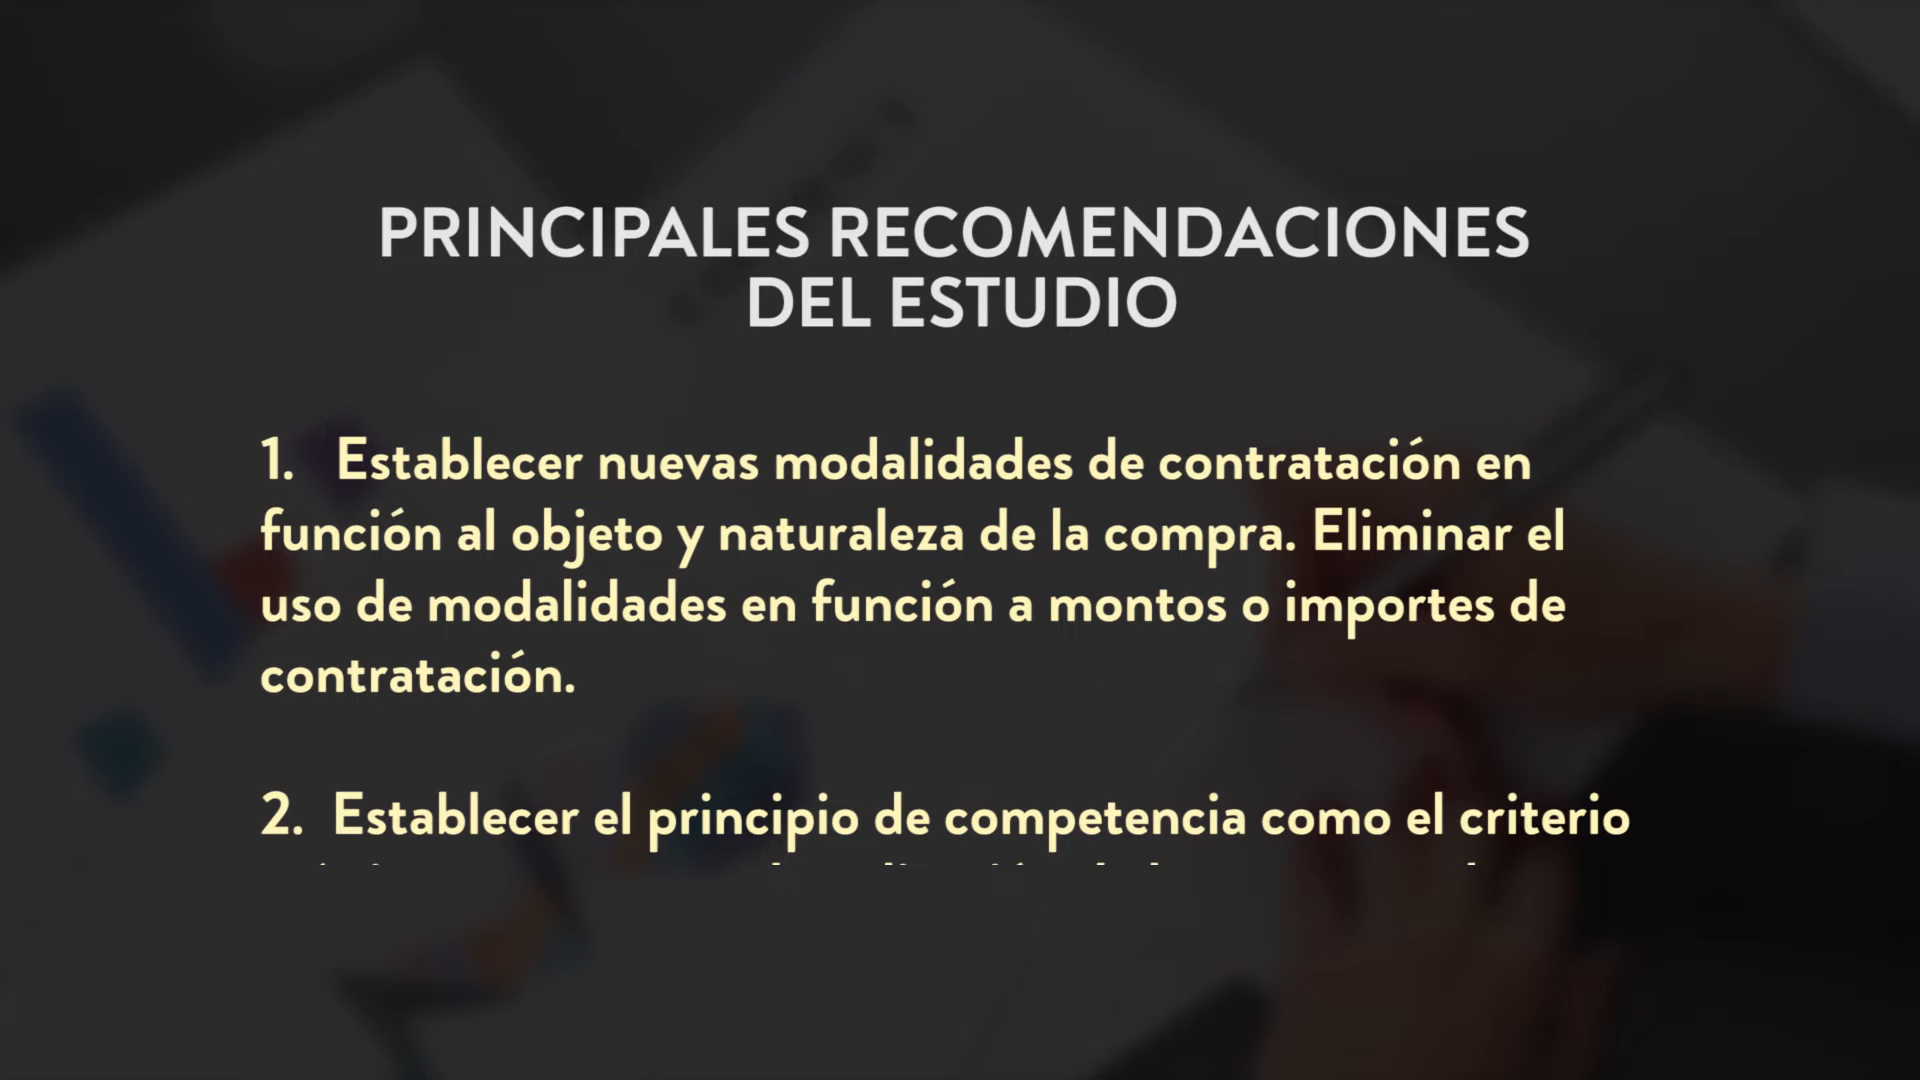 PRINCIPALES RECOMENDACIONES
DEL ESTUDIO
1. Establecer nuevas modalidades de contratación en
función al objeto y naturaleza de la compra. Eliminar el
uso de modalidades en función a montos o importes de
contratación.
2. Establecer el principio de competencia como el criterio